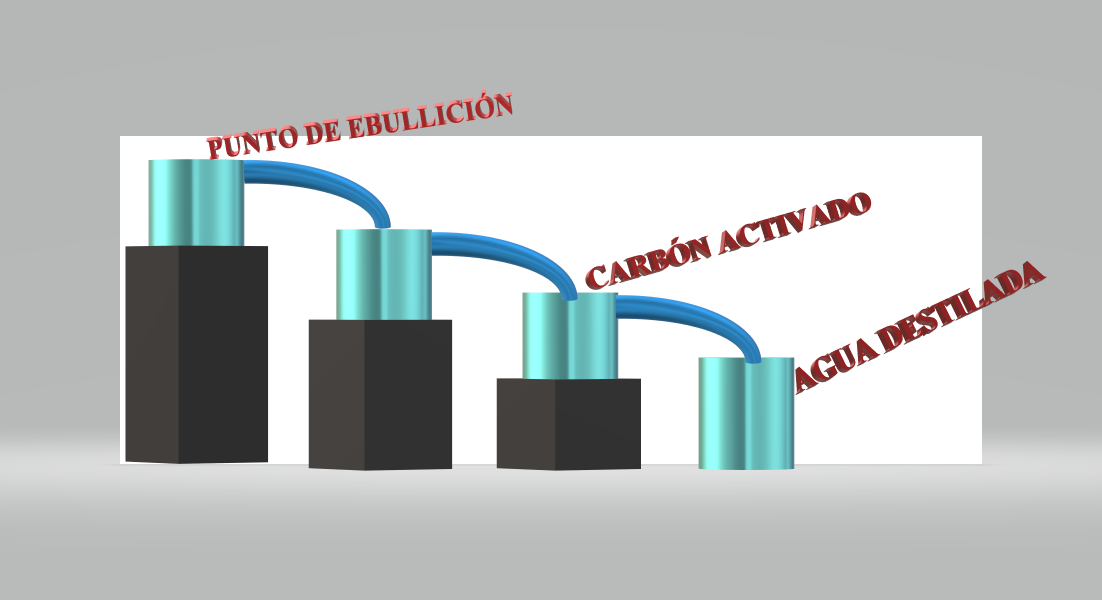 PUNTO DE EBULLICIÓN
CARBÓN ACTIVADO
AGUA DESTILADA